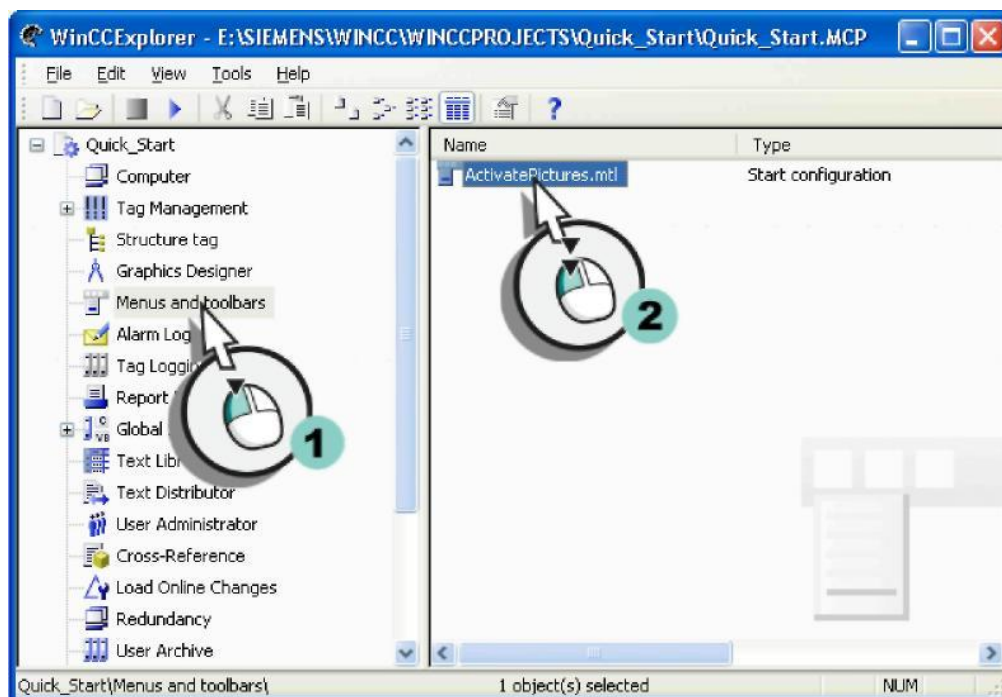 WinCCExplorer - E:\SIEMENS\WINCC\WINCCPROJECTS\Quick_Start\Quick_Start.MCP
File Edit View Tools Help
Quick_Start
Computer
Tag Management
Structure tag
Graphics Designer
Menus and toolbars
Alarm Log
Tag Loggin
Report
Global
Text Libr
Text Distributor
User Administrator
Cross-Reference
Load Online Changes
Redundancy
User Archive
Name Type
ActivatePictures.mtl Start configuration
1
2
Quick_Start\Menus and toolbars\ 1 object(s) selected NUM